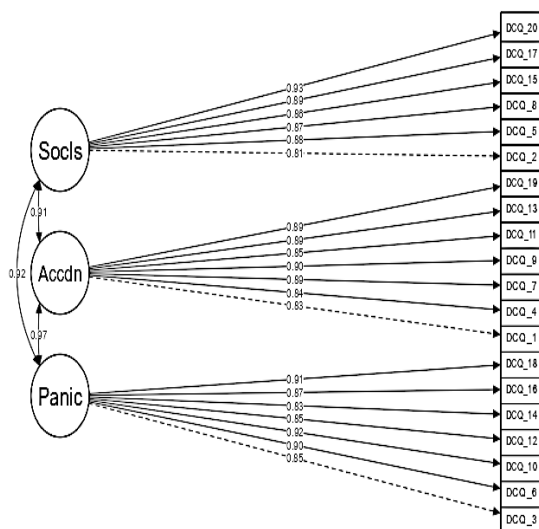 DCQ_20
DCQ_17
DCQ_15
DCQ_8
DCQ_5
DCQ_2
DCQ_19
DCQ_13
DCQ_11
DCQ_9
DCQ_7
DCQ_4
DCQ_1
DCQ_18
DCQ_16
DCQ_14
DCQ_12
DCQ_10
DCQ_6
DCQ_3
0.93
0.89
0.86
0.87
0.88
0.81
0.89
0.89
0.85
0.90
0.89
0.84
0.83
0.91
0.87
0.83
0.85
0.92
0.90
0.85
Socls
0.91
0.92
Accdn
0.97
Panic